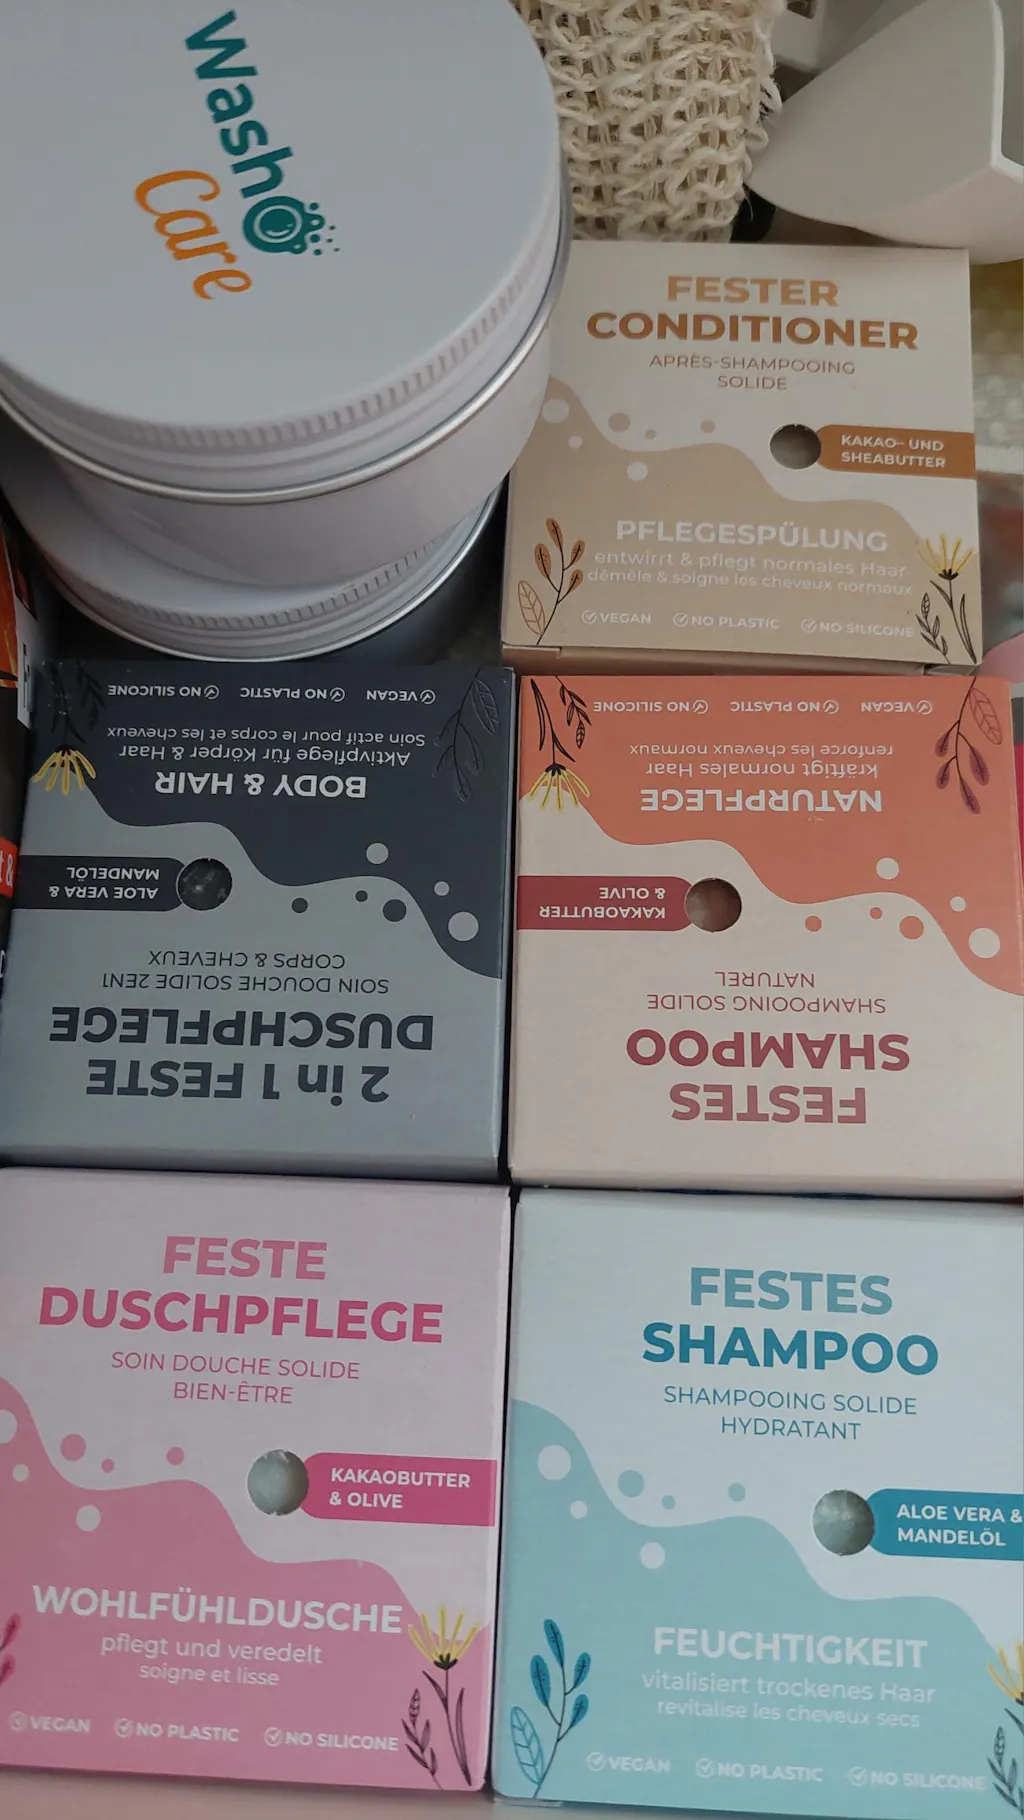 Washo
Care
FESTER
CONDITIONER
APRÈS-SHAMPOOING
SOLIDE
KAKAO- UND
SHEABUTTER
PFLEGESPÜLUNG
entwirrt & pflegt normales Haar
démêle & soigne les cheveux normaux
VEGAN NO PLASTIC NO SILICONE
2 in 1 FESTE
DUSCHPFLEGE
SOIN DOUCHE SOLIDE 2EN1
CORPS & CHEVEUX
ALOE VERA &
MANDELÖL
BODY & HAIR
Aktivpflege für Körper & Haar
Soin actif pour le corps et les cheveux
VEGAN NO PLASTIC NO SILICONE
FESTES
SHAMPOO
SHAMPOOING SOLIDE
NATUREL
KAKAOBUTTER
& OLIVE
NATURPFLEGE
kräftigt normales Haar
renforce les cheveux normaux
VEGAN NO PLASTIC NO SILICONE
FESTE
DUSCHPFLEGE
SOIN DOUCHE SOLIDE
BIEN-ÊTRE
KAKAOBUTTER
& OLIVE
WOHLFÜHLDUSCHE
pflegt und veredelt
soigne et lisse
VEGAN NO PLASTIC NO SILICONE
FESTES
SHAMPOO
SHAMPOOING SOLIDE
HYDRATANT
ALOE VERA &
MANDELÖL
FEUCHTIGKEIT
vitalisiert trockenes Haar
revitalise les cheveux secs
VEGAN NO PLASTIC NO SILICONE